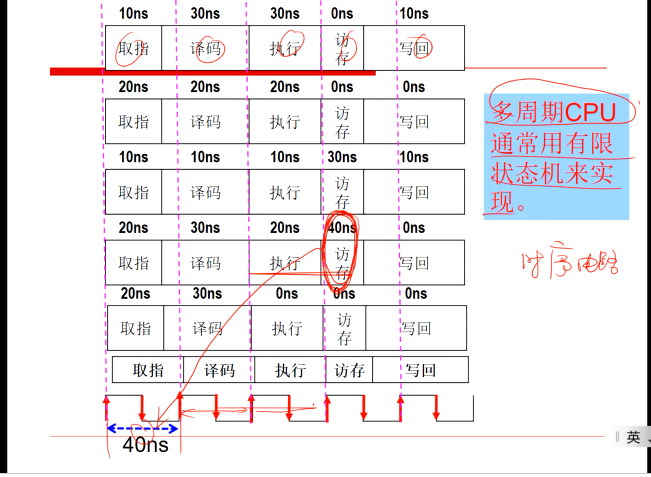 10ns 30ns 30ns 0ns 10ns
取指 译码 执行 访存 写回
20ns 20ns 20ns 0ns 0ns
取指 译码 执行 访存 写回
10ns 10ns 10ns 30ns 10ns
取指 译码 执行 访存 写回
20ns 30ns 20ns 40ns 0ns
取指 译码 执行 访存 写回
20ns 30ns 0ns 0ns 0ns
取指 译码 执行 访存 写回
取指 译码 执行 访存 写回
40ns
多周期CPU
通常用有限
状态机来实
现。
时序电路
英